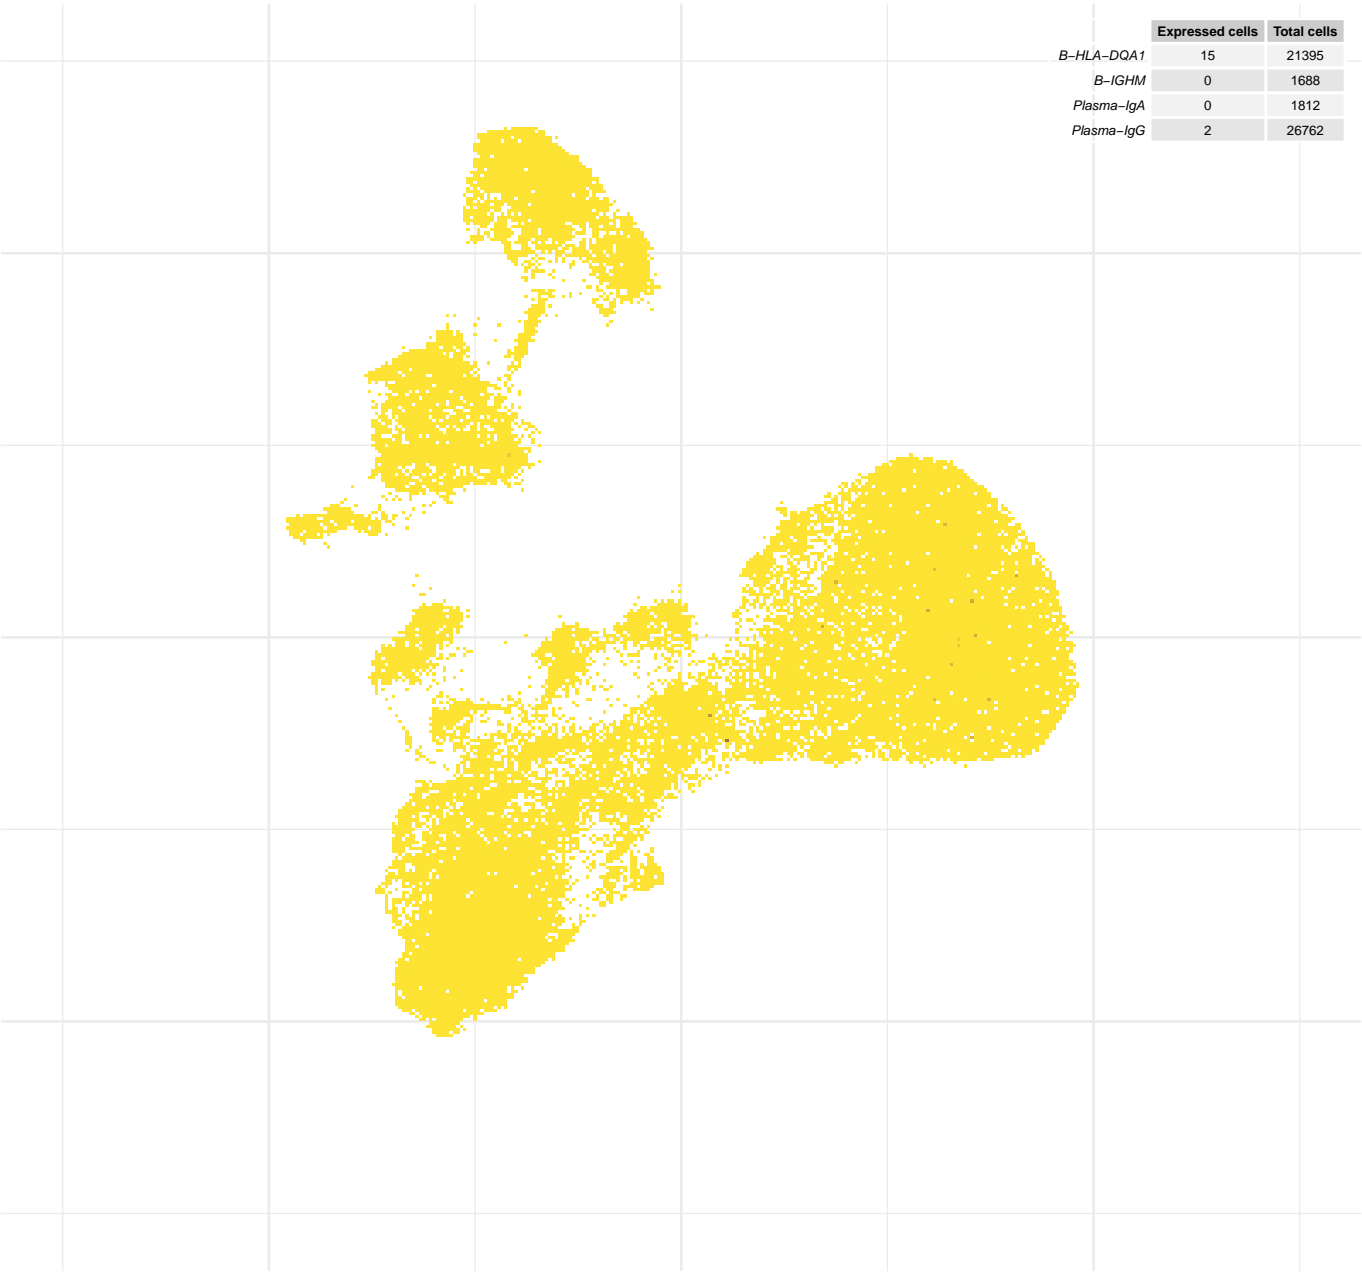 Expressed cells Total cells
B−HLA−DQA1 15 21395
B−IGHM 0 1688
Plasma−IgA 0 1812
Plasma−IgG 2 26762